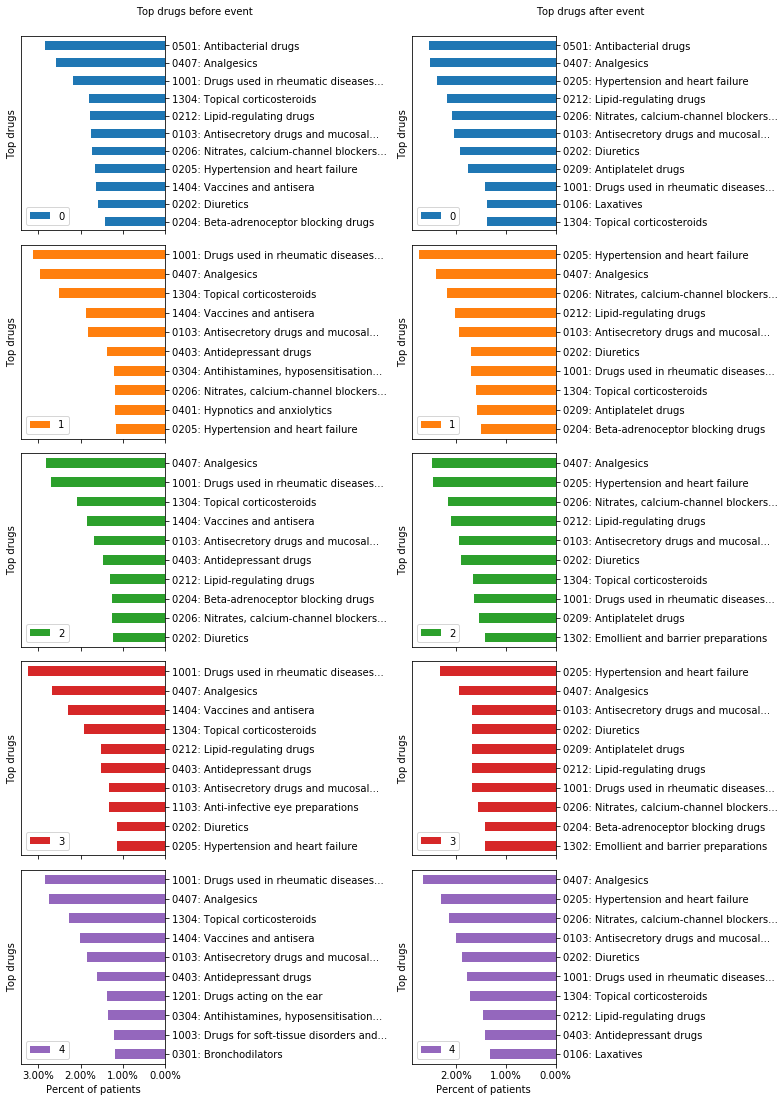 Top drugs before event
Top drugs
0501: Antibacterial drugs
0407: Analgesics
1001: Drugs used in rheumatic diseases...
1304: Topical corticosteroids
0212: Lipid-regulating drugs
0103: Antisecretory drugs and mucosal...
0206: Nitrates, calcium-channel blockers...
0205: Hypertension and heart failure
1404: Vaccines and antisera
0202: Diuretics
0204: Beta-adrenoceptor blocking drugs
0
Top drugs
1001: Drugs used in rheumatic diseases...
0407: Analgesics
1304: Topical corticosteroids
1404: Vaccines and antisera
0103: Antisecretory drugs and mucosal...
0403: Antidepressant drugs
0304: Antihistamines, hyposensitisation...
0206: Nitrates, calcium-channel blockers...
0401: Hypnotics and anxiolytics
0205: Hypertension and heart failure
1
Top drugs
0407: Analgesics
1001: Drugs used in rheumatic diseases...
1304: Topical corticosteroids
1404: Vaccines and antisera
0103: Antisecretory drugs and mucosal...
0403: Antidepressant drugs
0212: Lipid-regulating drugs
0204: Beta-adrenoceptor blocking drugs
0206: Nitrates, calcium-channel blockers...
0202: Diuretics
2
Top drugs
1001: Drugs used in rheumatic diseases...
0407: Analgesics
1404: Vaccines and antisera
1304: Topical corticosteroids
0212: Lipid-regulating drugs
0403: Antidepressant drugs
0103: Antisecretory drugs and mucosal...
1103: Anti-infective eye preparations
0202: Diuretics
0205: Hypertension and heart failure
3
Top drugs
1001: Drugs used in rheumatic diseases...
0407: Analgesics
1304: Topical corticosteroids
1404: Vaccines and antisera
0103: Antisecretory drugs and mucosal...
0403: Antidepressant drugs
1201: Drugs acting on the ear
0304: Antihistamines, hyposensitisation...
1003: Drugs for soft-tissue disorders and...
0301: Bronchodilators
4
3.00% 2.00% 1.00% 0.00%
Percent of patients
Top drugs after event
Top drugs
0501: Antibacterial drugs
0407: Analgesics
0205: Hypertension and heart failure
0212: Lipid-regulating drugs
0206: Nitrates, calcium-channel blockers...
0103: Antisecretory drugs and mucosal...
0202: Diuretics
0209: Antiplatelet drugs
1001: Drugs used in rheumatic diseases...
0106: Laxatives
1304: Topical corticosteroids
0
Top drugs
0205: Hypertension and heart failure
0407: Analgesics
0206: Nitrates, calcium-channel blockers...
0212: Lipid-regulating drugs
0103: Antisecretory drugs and mucosal...
0202: Diuretics
1001: Drugs used in rheumatic diseases...
1304: Topical corticosteroids
0209: Antiplatelet drugs
0204: Beta-adrenoceptor blocking drugs
1
Top drugs
0407: Analgesics
0205: Hypertension and heart failure
0206: Nitrates, calcium-channel blockers...
0212: Lipid-regulating drugs
0103: Antisecretory drugs and mucosal...
0202: Diuretics
1304: Topical corticosteroids
1001: Drugs used in rheumatic diseases...
0209: Antiplatelet drugs
1302: Emollient and barrier preparations
2
Top drugs
0205: Hypertension and heart failure
0407: Analgesics
0103: Antisecretory drugs and mucosal...
0202: Diuretics
0209: Antiplatelet drugs
0212: Lipid-regulating drugs
1001: Drugs used in rheumatic diseases...
0206: Nitrates, calcium-channel blockers...
0204: Beta-adrenoceptor blocking drugs
1302: Emollient and barrier preparations
3
Top drugs
0407: Analgesics
0205: Hypertension and heart failure
0206: Nitrates, calcium-channel blockers...
0103: Antisecretory drugs and mucosal...
0202: Diuretics
1001: Drugs used in rheumatic diseases...
1304: Topical corticosteroids
0212: Lipid-regulating drugs
0403: Antidepressant drugs
0106: Laxatives
4
2.00% 1.00% 0.00%
Percent of patients